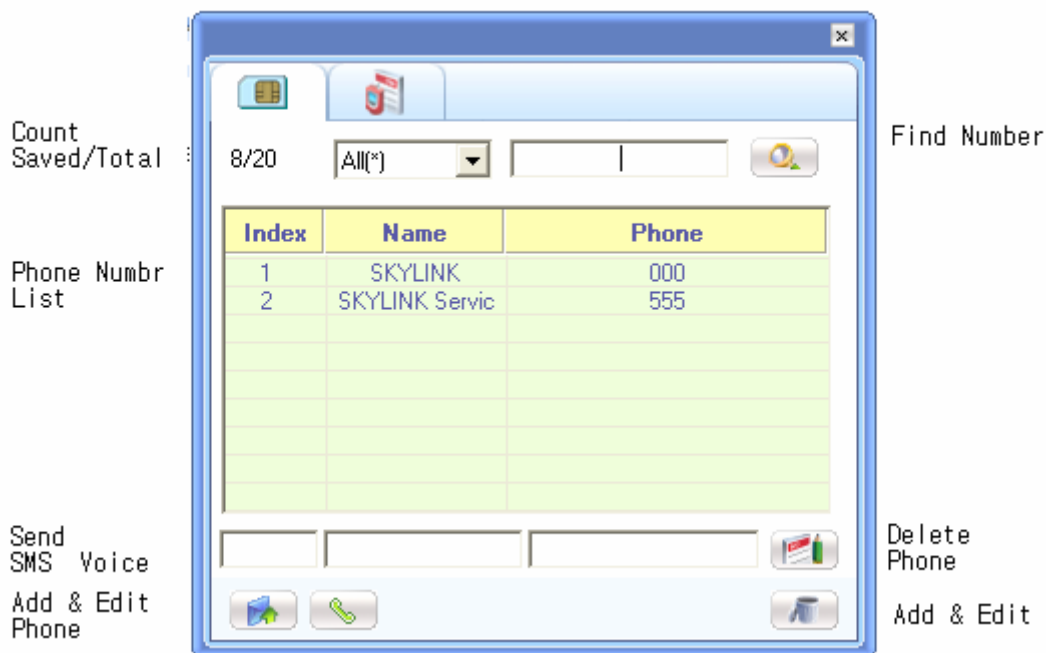 Count
Saved/Total :
8/20
All(*)
Find Number
Index Name Phone
1 SKYLINK 000
2 SKYLINK Servic 555
Phone Numbr
List
Send
SMS Voice
Delete
Phone
Add & Edit
Phone
Add & Edit